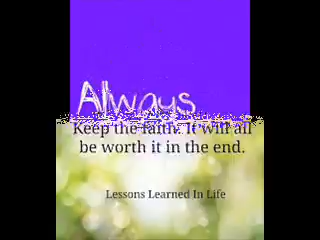 Always
Keep the faith. It will all
be worth it in the end.
Lessons Learned In Life